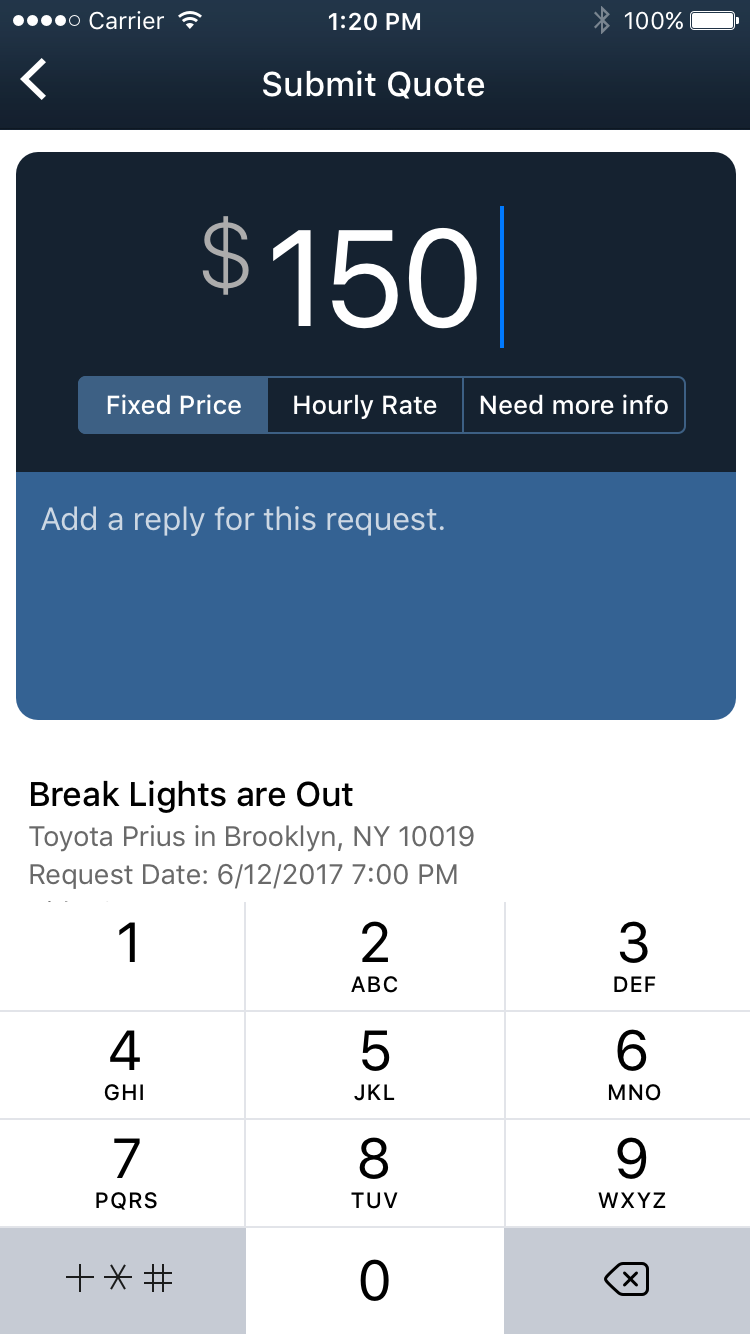 Carrier 1:20 PM 100%
Submit Quote
$150
Fixed Price Hourly Rate Need more info
Add a reply for this request.
Break Lights are Out
Toyota Prius in Brooklyn, NY 10019
Request Date: 6/12/2017 7:00 PM
1 2 3
ABC DEF
4 5 6
GHI JKL MNO
7 8 9
PQRS TUV WXYZ
+ * # 0